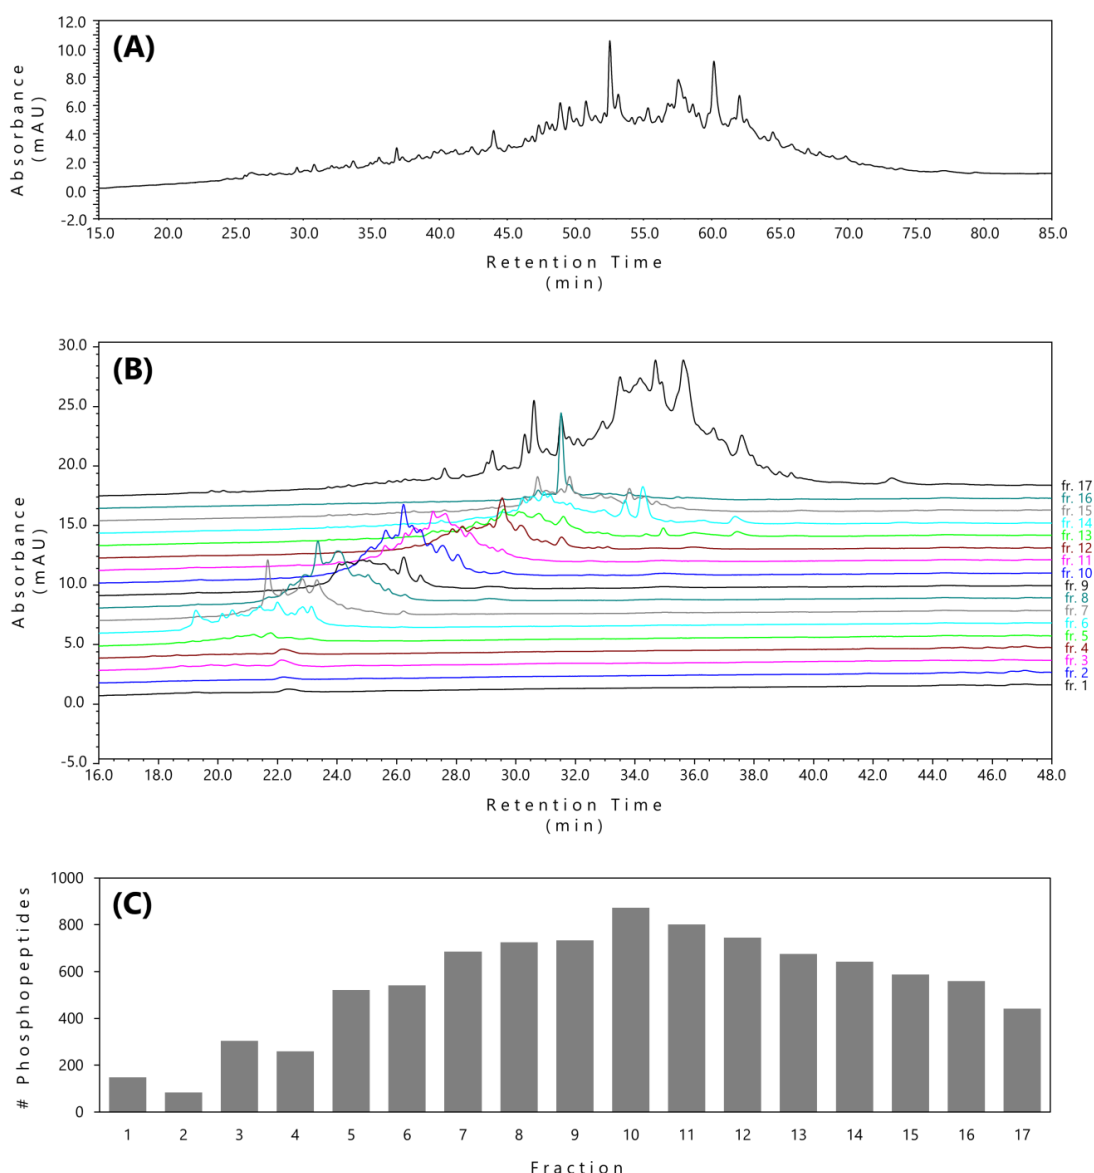 (A)
Absorbance
(mAU)
12.0
10.0
8.0
6.0
4.0
2.0
0.0
-2.0
15.0 20.0 25.0 30.0 35.0 40.0 45.0 50.0 55.0 60.0 65.0 70.0 75.0 80.0 85.0
Retention Time
(min)
(B)
Absorbance
(mAU)
30.0
25.0
20.0
15.0
10.0
5.0
0.0
-5.0
fr. 17
fr. 16
fr. 15
fr. 14
fr. 13
fr. 12
fr. 11
fr. 10
fr. 9
fr. 8
fr. 7
fr. 6
fr. 5
fr. 4
fr. 3
fr. 2
fr. 1
16.0 18.0 20.0 22.0 24.0 26.0 28.0 30.0 32.0 34.0 36.0 38.0 40.0 42.0 44.0 46.0 48.0
Retention Time
(min)
(C)
# Phosphopeptides
1000
800
600
400
200
0
1 2 3 4 5 6 7 8 9 10 11 12 13 14 15 16 17
Fraction